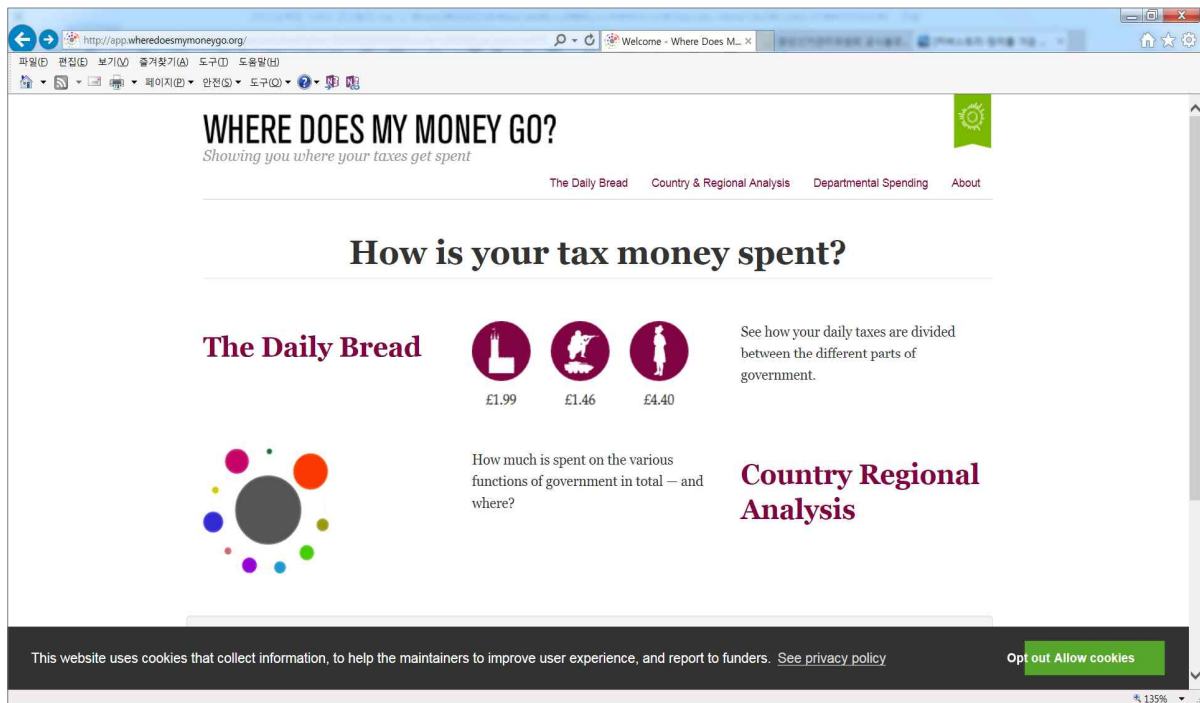 http://app.wheredoesmymoneygo.org/
Welcome - Where Does M...
파일(F) 편집(E) 보기(V) 즐겨찾기(A) 도구(T) 도움말(H)
페이지(P) 안전(S) 도구(O)
WHERE DOES MY MONEY GO?
Showing you where your taxes get spent
The Daily Bread Country & Regional Analysis Departmental Spending About
How is your tax money spent?
The Daily Bread
£1.99 £1.46 £4.40
See how your daily taxes are divided
between the different parts of
government.
How much is spent on the various
functions of government in total — and
where?
Country Regional
Analysis
This website uses cookies that collect information, to help the maintainers to improve user experience, and report to funders. See privacy policy
Opt out Allow cookies
135%